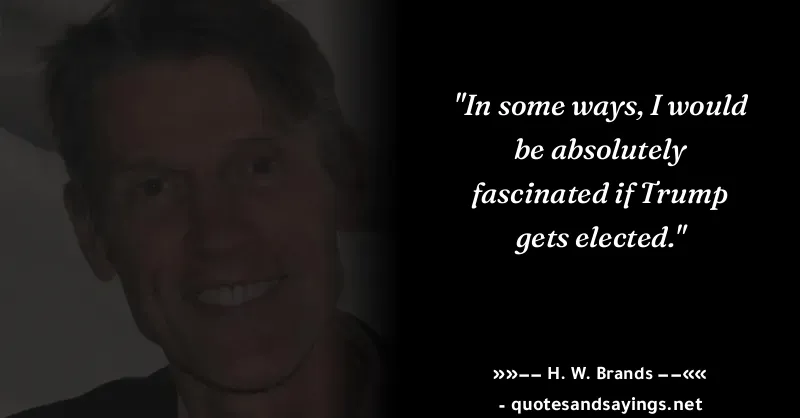 "In some ways, I would
be absolutely
fascinated if Trump
gets elected."
»»−− H. W. Brands −−««
- quotesandsayings.net